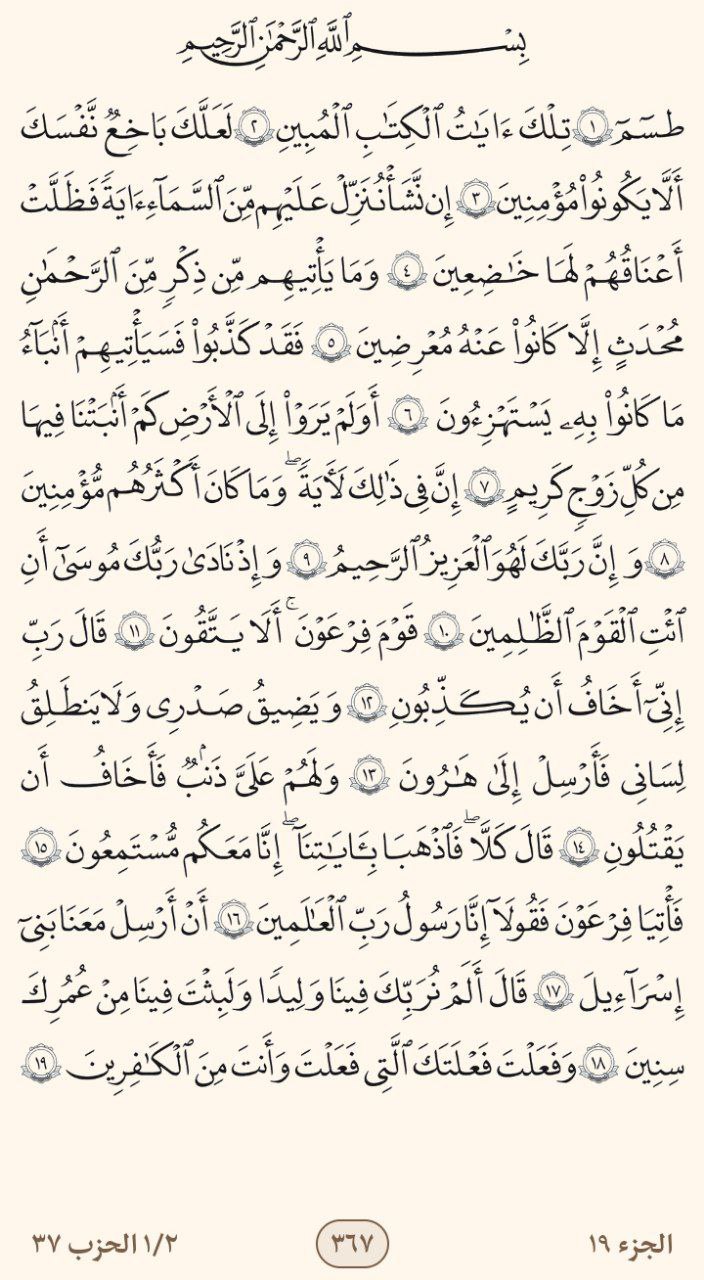 بِسْمِ ٱللَّهِ ٱلرَّحْمَٰنِ ٱلرَّحِيمِ
طسٓمٓ ١ تِلْكَ ءَايَٰتُ ٱلْكِتَٰبِ ٱلْمُبِينِ ٢ لَعَلَّكَ بَٰخِعٌ نَّفْسَكَ
أَلَّا يَكُونُوا۟ مُؤْمِنِينَ ٣ إِن نَّشَأْ نُنَزِّلْ عَلَيْهِم مِّنَ ٱلسَّمَآءِ ءَايَةً فَظَلَّتْ
أَعْنَٰقُهُمْ لَهَا خَٰضِعِينَ ٤ وَمَا يَأْتِيهِم مِّن ذِكْرٍ مِّنَ ٱلرَّحْمَٰنِ
مُحْدَثٍ إِلَّا كَانُوا۟ عَنْهُ مُعْرِضِينَ ٥ فَقَدْ كَذَّبُوا۟ فَسَيَأْتِيهِمْ أَنۢبَٰٓؤُا۟
مَا كَانُوا۟ بِهِۦ يَسْتَهْزِءُونَ ٦ أَوَلَمْ يَرَوْا۟ إِلَى ٱلْأَرْضِ كَمْ أَنۢبَتْنَا فِيهَا
مِن كُلِّ زَوْجٍ كَرِيمٍ ٧ إِنَّ فِى ذَٰلِكَ لَءَايَةً ۖ وَمَا كَانَ أَكْثَرُهُم مُّؤْمِنِينَ
٨ وَإِنَّ رَبَّكَ لَهُوَ ٱلْعَزِيزُ ٱلرَّحِيمُ ٩ وَإِذْ نَادَىٰ رَبُّكَ مُوسَىٰٓ أَنِ
ٱئْتِ ٱلْقَوْمَ ٱلظَّٰلِمِينَ ١٠ قَوْمَ فِرْعَوْنَ ۚ أَلَا يَتَّقُونَ ١١ قَالَ رَبِّ
إِنِّىٓ أَخَافُ أَن يُكَذِّبُونِ ١٢ وَيَضِيقُ صَدْرِى وَلَا يَنطَلِقُ
لِسَانِى فَأَرْسِلْ إِلَىٰ هَٰرُونَ ١٣ وَلَهُمْ عَلَىَّ ذَنۢبٌ فَأَخَافُ أَن
يَقْتُلُونِ ١٤ قَالَ كَلَّا ۖ فَٱذْهَبَا بِـَٔايَٰتِنَآ ۖ إِنَّا مَعَكُم مُّسْتَمِعُونَ ١٥
فَأْتِيَا فِرْعَوْنَ فَقُولَآ إِنَّا رَسُولُ رَبِّ ٱلْعَٰلَمِينَ ١٦ أَنْ أَرْسِلْ مَعَنَا بَنِىٓ
إِسْرَٰٓءِيلَ ١٧ قَالَ أَلَمْ نُرَبِّكَ فِينَا وَلِيدًا وَلَبِثْتَ فِينَا مِنْ عُمُرِكَ
سِنِينَ ١٨ وَفَعَلْتَ فَعْلَتَكَ ٱلَّتِى فَعَلْتَ وَأَنتَ مِنَ ٱلْكَٰفِرِينَ ١٩
الجزء ١٩ ٣٦٧ ١/٢ الحزب ٣٧